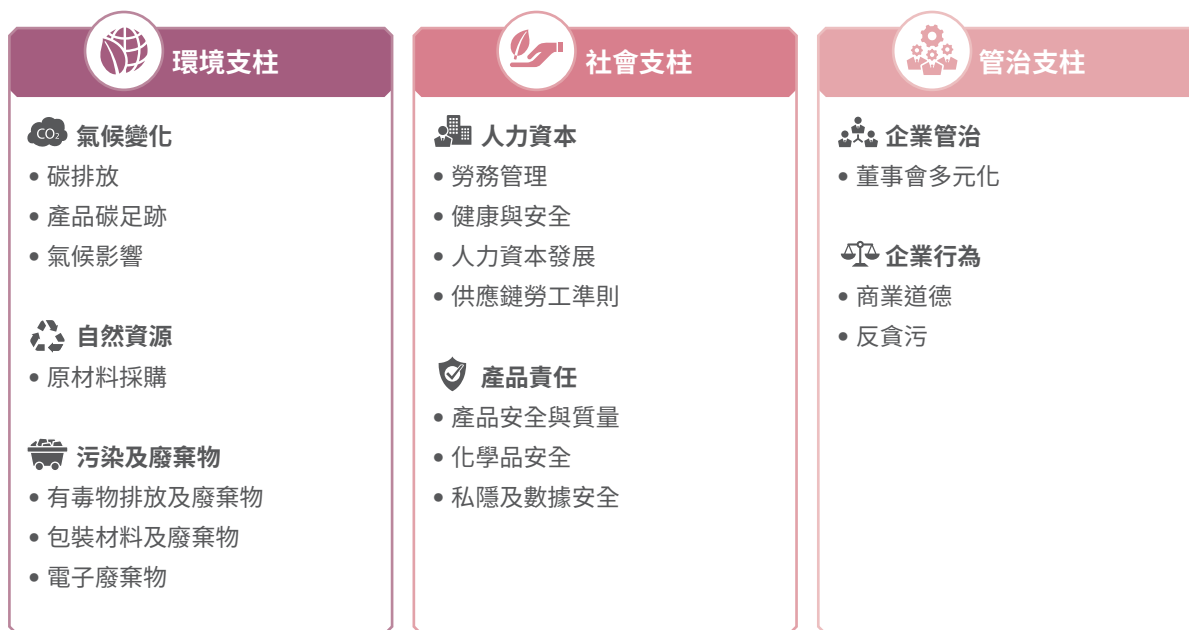 環境支柱
CO₂ 氣候變化
• 碳排放
• 產品碳足跡
• 氣候影響
自然資源
• 原材料採購
污染及廢棄物
• 有毒物排放及廢棄物
• 包裝材料及廢棄物
• 電子廢棄物
社會支柱
人力資本
• 勞務管理
• 健康與安全
• 人力資本發展
• 供應鏈勞工準則
產品責任
• 產品安全與質量
• 化學品安全
• 私隱及數據安全
管治支柱
企業管治
• 董事會多元化
企業行為
• 商業道德
• 反貪污